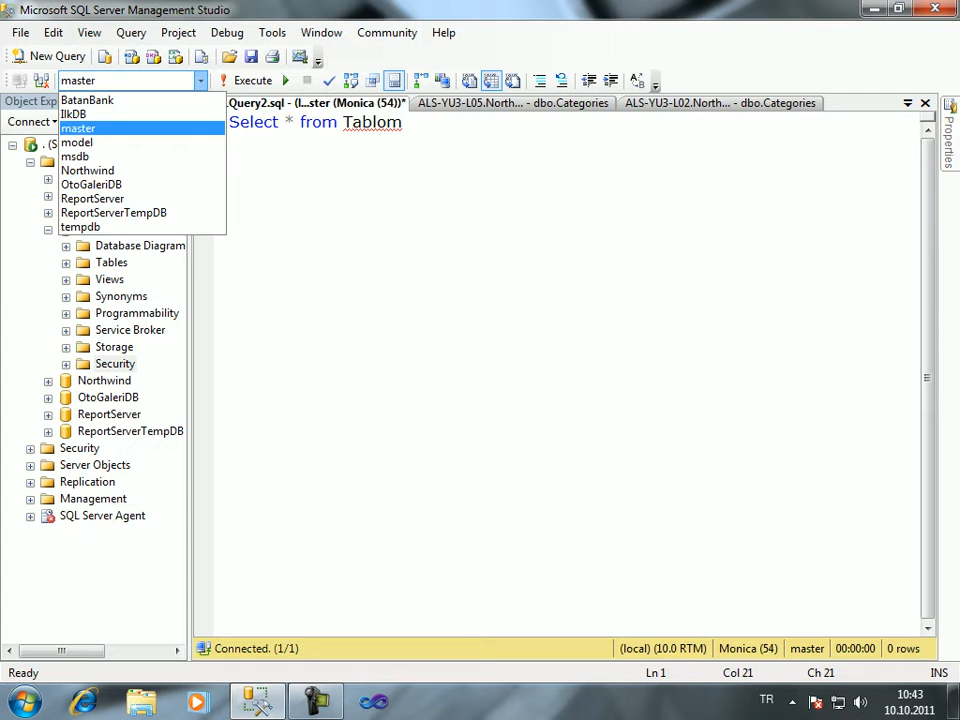 Microsoft SQL Server Management Studio
File Edit View Query Project Debug Tools Window Community Help
New Query
master Execute
BatanBank
IlkDB
master
model
msdb
Northwind
OtoGaleriDB
ReportServer
ReportServerTempDB
tempdb
Object Exp
Connect
Query2.sql - (l...ster (Monica (54))* ALS-YU3-L05.North... - dbo.Categories ALS-YU3-L02.North... - dbo.Categories
Select * from Tablom
Properties
Database Diagram
Tables
Views
Synonyms
Programmability
Service Broker
Storage
Security
Northwind
OtoGaleriDB
ReportServer
ReportServerTempDB
Security
Server Objects
Replication
Management
SQL Server Agent
Connected. (1/1) (local) (10.0 RTM) Monica (54) master 00:00:00 0 rows
Ready Ln 1 Col 21 Ch 21 INS
TR 10:43
10.10.2011